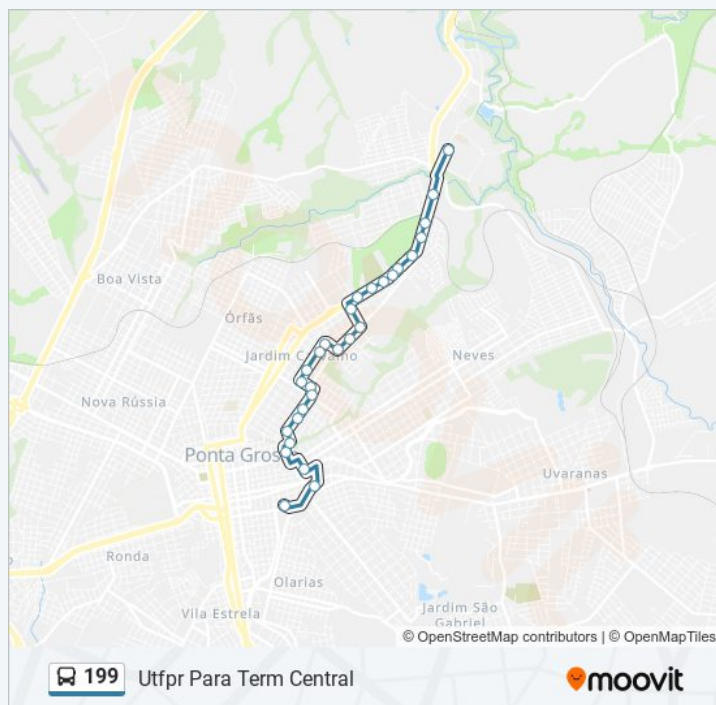 Boa Vista
Órfãs
Jardim Carvalho
Neves
Nova Rússia
Ponta Gros
Uvaranas
Ronda
Olarias
Vila Estrela
Jardim São
Gabriel
© OpenStreetMap contributors | © OpenMapTiles
199 Utfpr Para Term Central
moovit